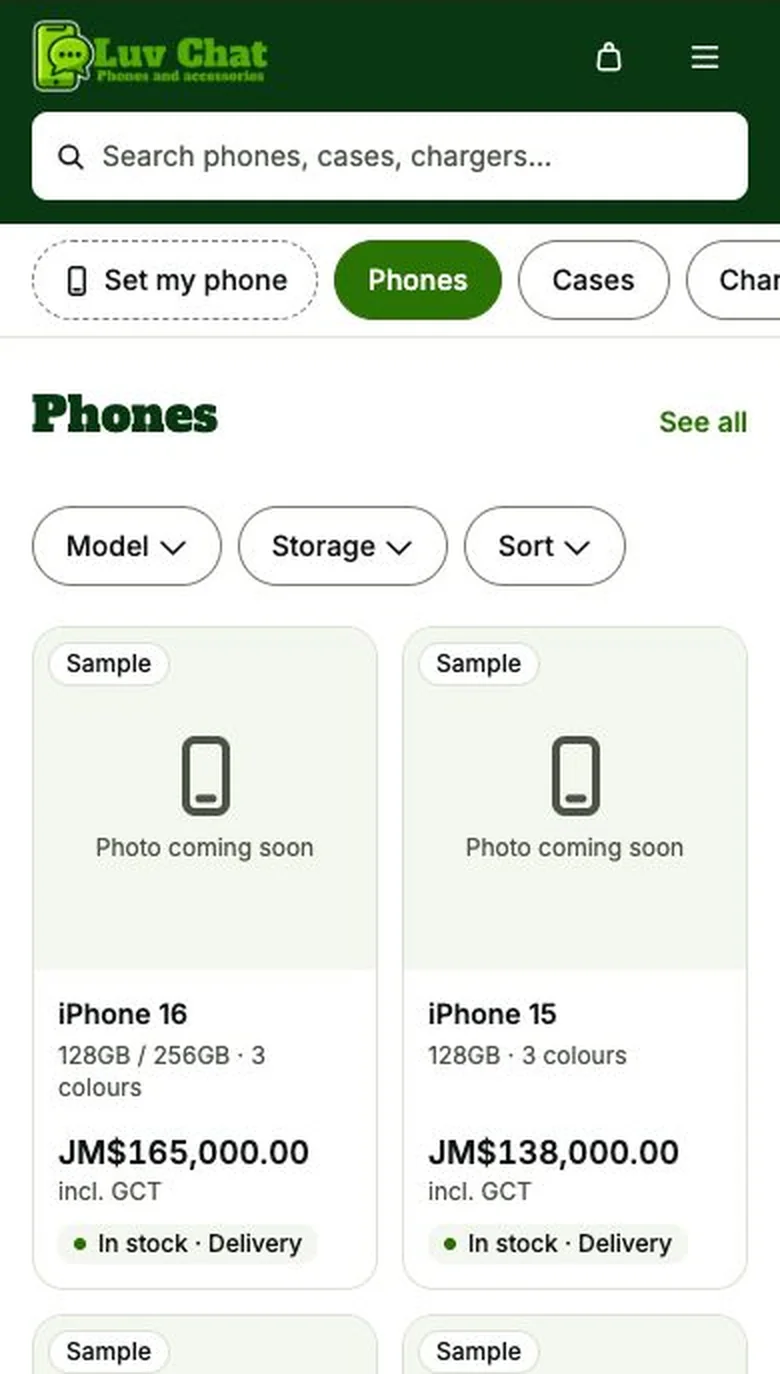 Luv Chat
Phones and accessories
Search phones, cases, chargers...
Set my phone
Phones
Cases
Char
Phones
See all
Model
Storage
Sort
Sample
Sample
Photo coming soon
Photo coming soon
iPhone 16
128GB / 256GB · 3
colours
JM$165,000.00
incl. GCT
In stock · Delivery
iPhone 15
128GB · 3 colours
JM$138,000.00
incl. GCT
In stock · Delivery
Sample
Sample